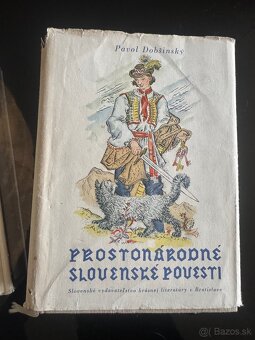 Pavol Dobšinský
PROSTONÁRODNÉ
SLOVENSKÉ POVESTI
Slovenské vydavateľstvo krásnej literatúry v Bratislave
Bazos.sk